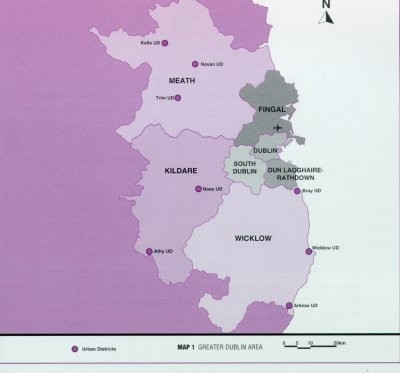 N
Kells UD
Navan UD
MEATH
Trim UD
FINGAL
DUBLIN
SOUTH
DUBLIN
DUN LAOGHAIRE-
RATHDOWN
KILDARE
Naas UD
Bray UD
WICKLOW
Wicklow UD
Athy UD
Arklow UD
Urban Districts
MAP 1 GREATER DUBLIN AREA
0 5 10 20km